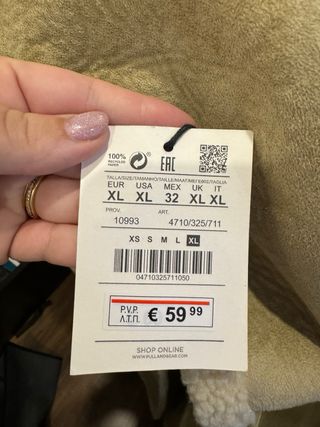 100%
RECYCLED
PAPER
EAC
TALLA/SIZE/TAMANHO/TAILLE/MAAT/ΜΕΓΕΘΟΣ/TAGLIA
EUR USA MEX UK IT
XL XL 32 XL XL
PROV. ART.
10993 4710/325/711
XS S M L XL
04710325711050
P.V.P.
Λ.Τ.Π. € 59 99
SHOP ONLINE
WWW.PULLANDBEAR.COM